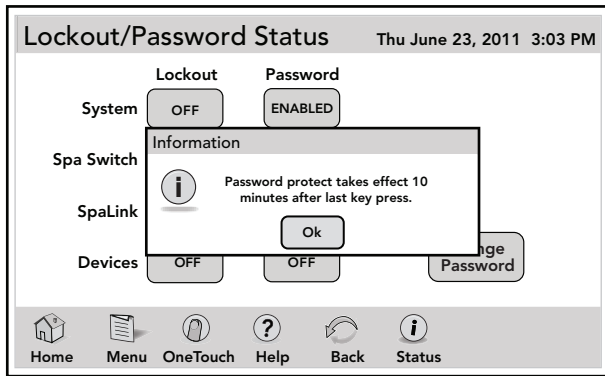 Lockout/Password Status Thu June 23, 2011 3:03 PM
Lockout Password
System OFF ENABLED
Information
Spa Switch
i
Password protect takes effect 10
minutes after last key press.
SpaLink
Ok
Devices OFF OFF
nge
Password
? i
Home Menu OneTouch Help Back Status